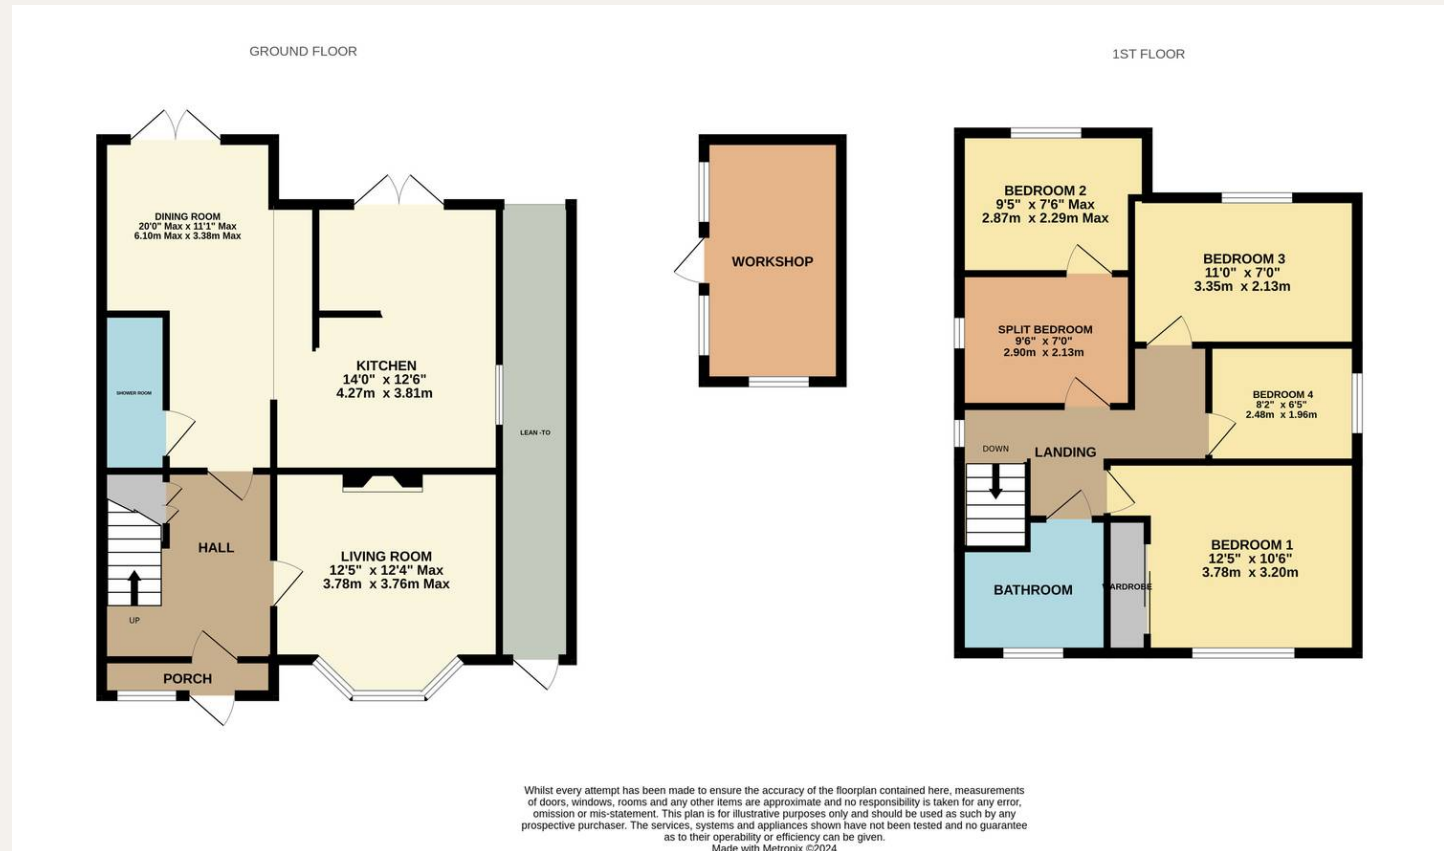 GROUND FLOOR
1ST FLOOR
DINING ROOM
20'0" Max x 11'1" Max
6.10m Max x 3.38m Max
SHOWER ROOM
KITCHEN
14'0" x 12'6"
4.27m x 3.81m
LEAN -TO
HALL
UP
PORCH
LIVING ROOM
12'5" x 12'4" Max
3.78m x 3.76m Max
WORKSHOP
BEDROOM 2
9'5" x 7'6" Max
2.87m x 2.29m Max
BEDROOM 3
11'0" x 7'0"
3.35m x 2.13m
SPLIT BEDROOM
9'6" x 7'0"
2.90m x 2.13m
BEDROOM 4
8'2" x 6'5"
2.48m x 1.96m
DOWN
LANDING
BEDROOM 1
12'5" x 10'6"
3.78m x 3.20m
BATHROOM
WARDROBE
Whilst every attempt has been made to ensure the accuracy of the floorplan contained here, measurements
of doors, windows, rooms and any other items are approximate and no responsibility is taken for any error,
omission or mis-statement. This plan is for illustrative purposes only and should be used as such by any
prospective purchaser. The services, systems and appliances shown have not been tested and no guarantee
as to their operability or efficiency can be given.
Made with Metropix ©2024